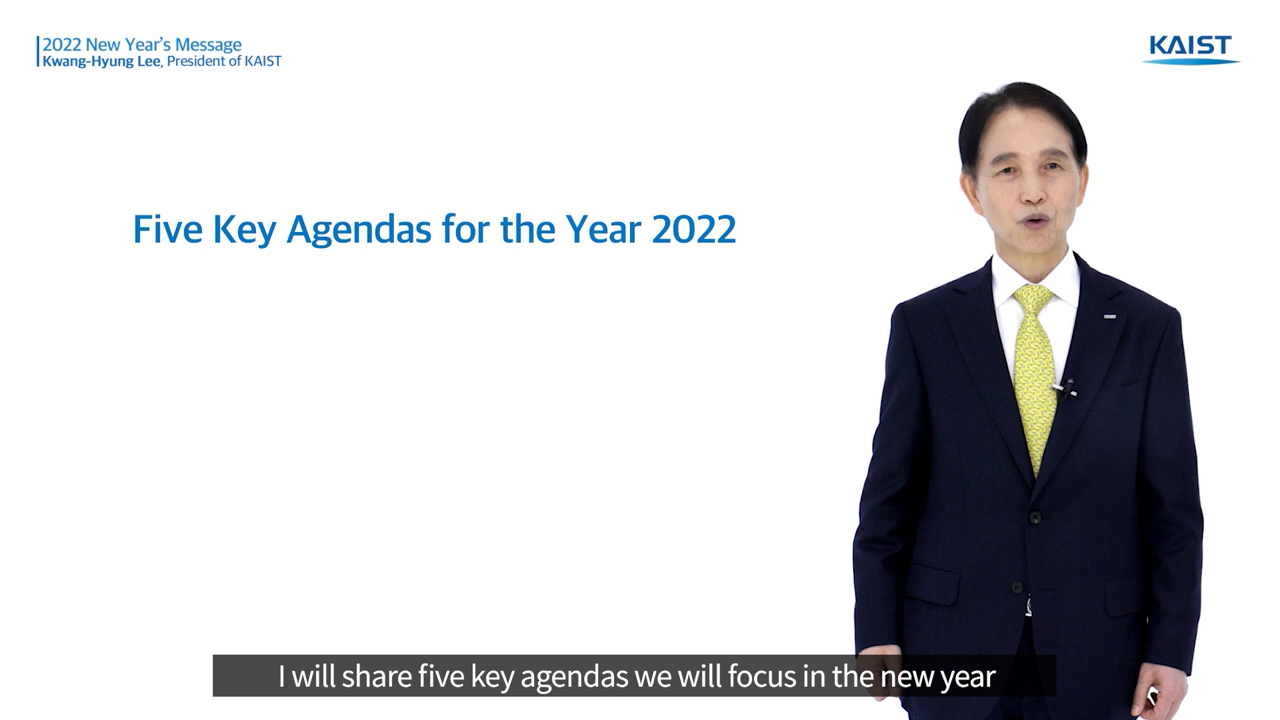 2022 New Year's Message
Kwang-Hyung Lee, President of KAIST
KAIST
Five Key Agendas for the Year 2022
I will share five key agendas we will focus in the new year